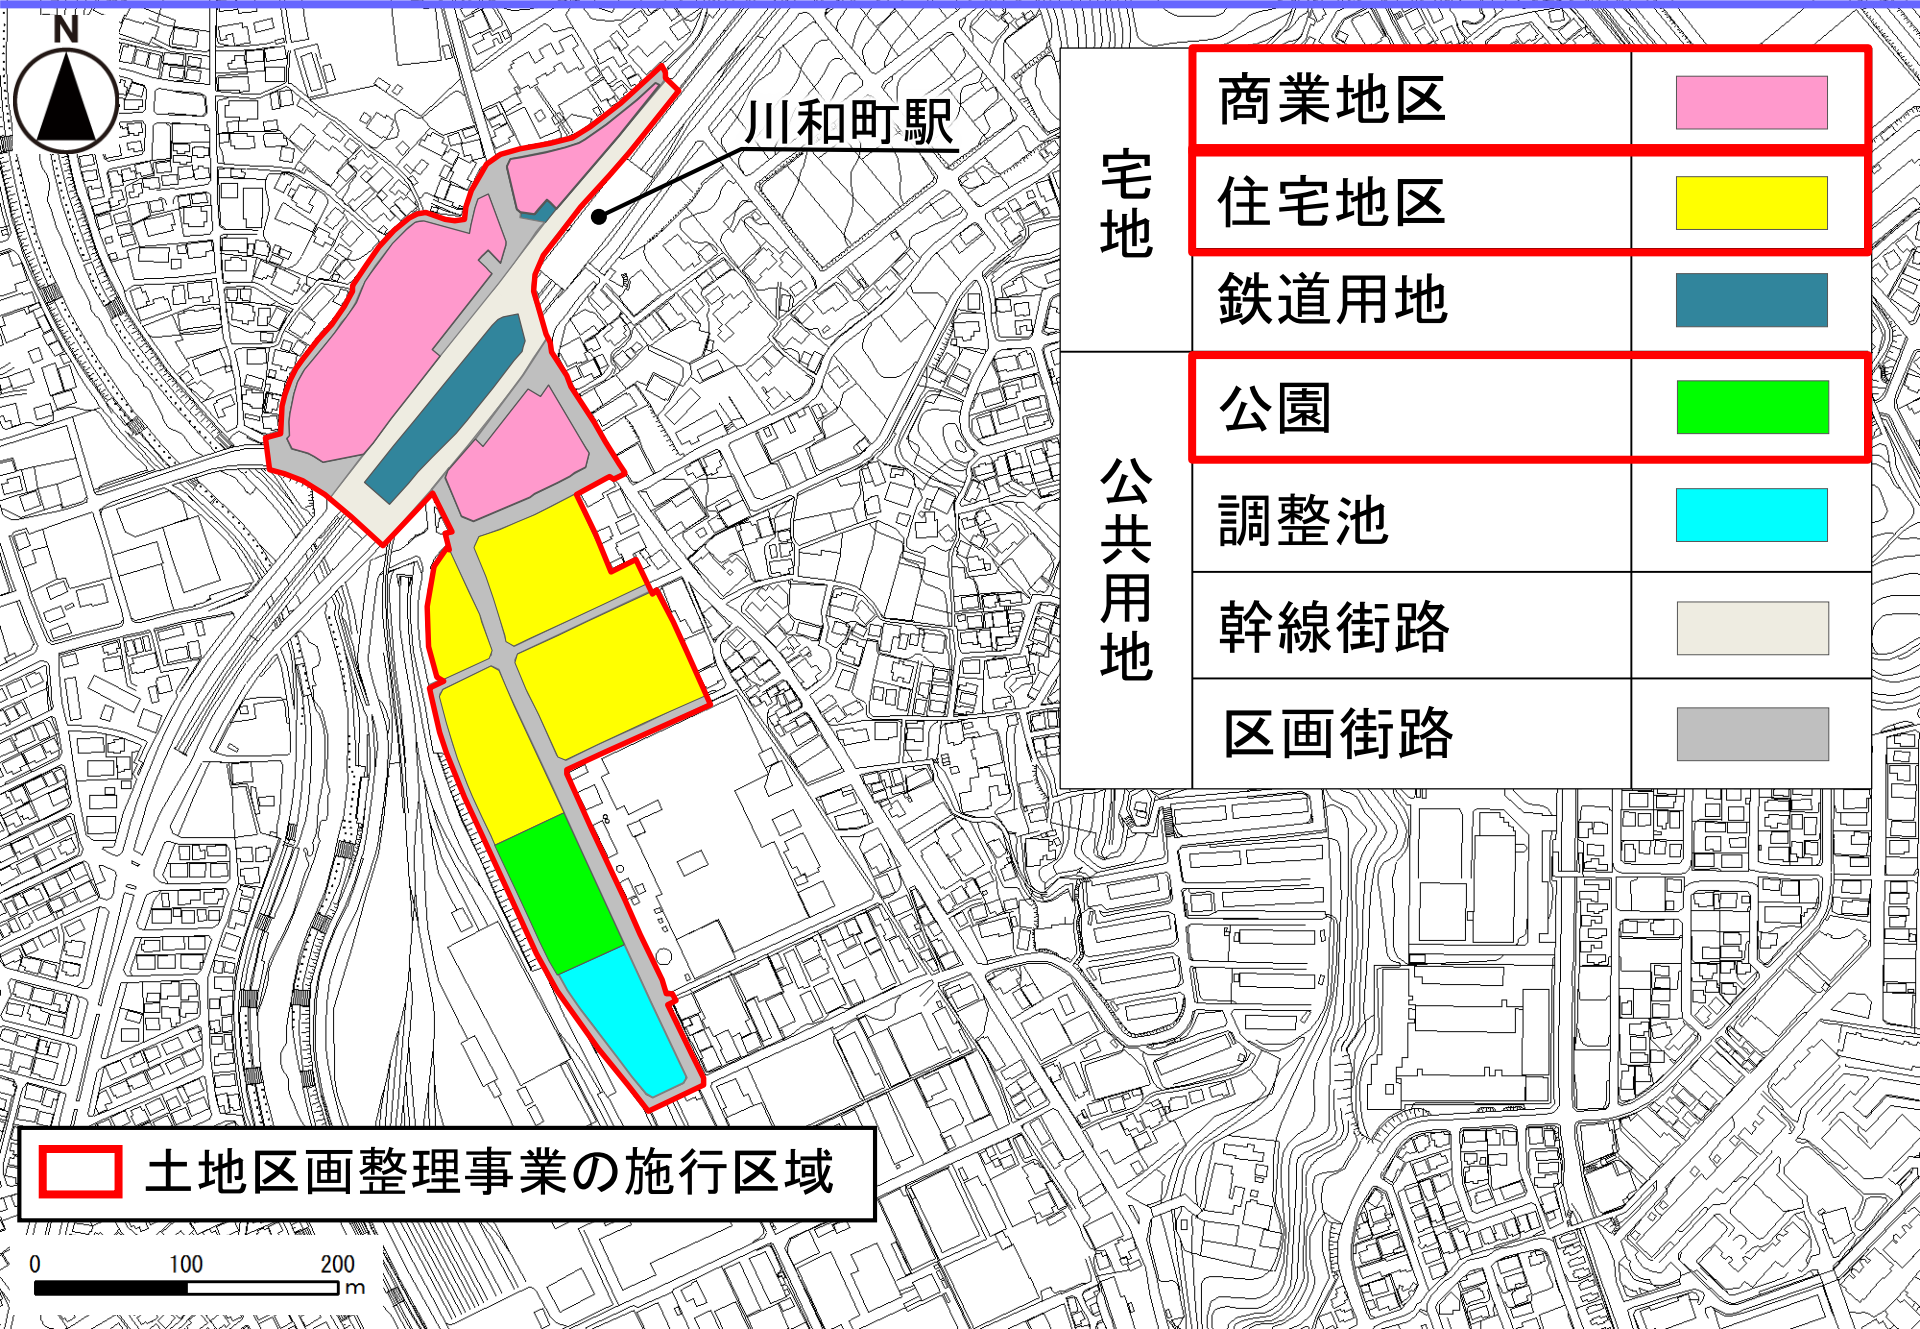 N
川和町駅
宅地
商業地区
住宅地区
鉄道用地
公共用地
公園
調整池
幹線街路
区画街路
土地区画整理事業の施行区域
0 100 200
m